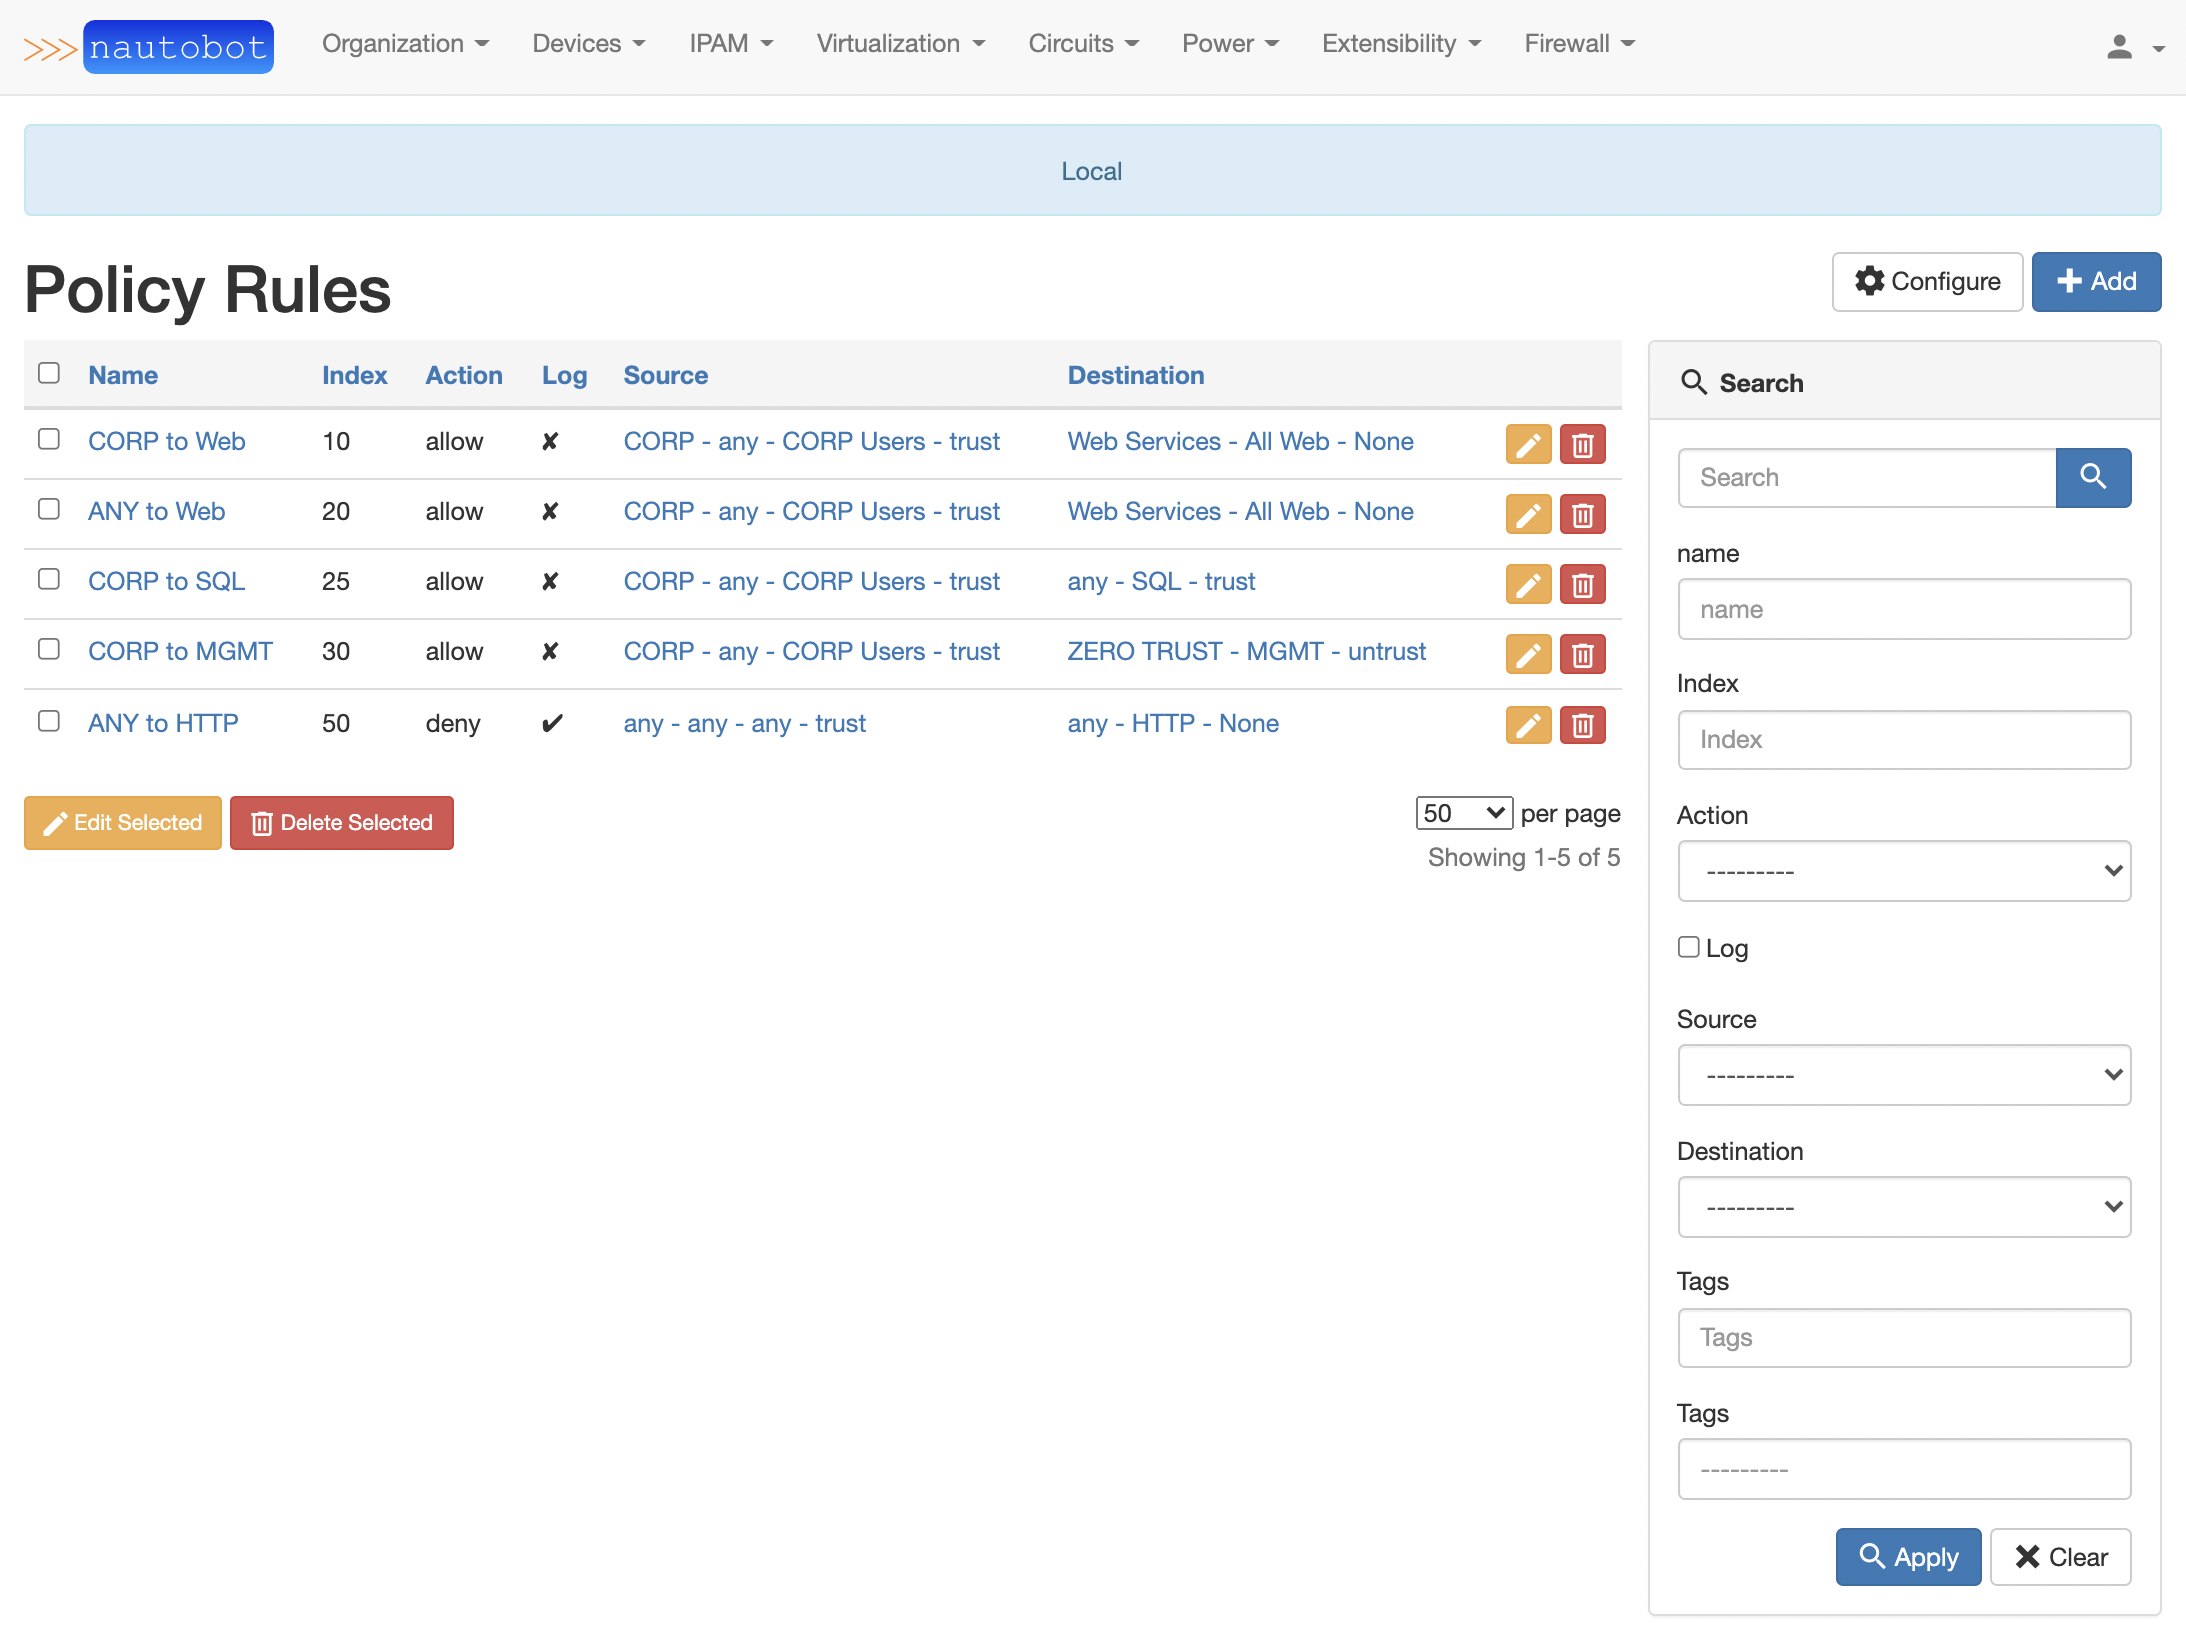 >>> nautobot Organization Devices IPAM Virtualization Circuits Power Extensibility Firewall
Local
Policy Rules
Configure Add
Name Index Action Log Source Destination
CORP to Web 10 allow ✘ CORP - any - CORP Users - trust Web Services - All Web - None
ANY to Web 20 allow ✘ CORP - any - CORP Users - trust Web Services - All Web - None
CORP to SQL 25 allow ✘ CORP - any - CORP Users - trust any - SQL - trust
CORP to MGMT 30 allow ✘ CORP - any - CORP Users - trust ZERO TRUST - MGMT - untrust
ANY to HTTP 50 deny ✔ any - any - any - trust any - HTTP - None
Edit Selected Delete Selected
50 per page
Showing 1-5 of 5
Search
Search
name
name
Index
Index
Action
---------
Log
Source
---------
Destination
---------
Tags
Tags
Tags
---------
Apply Clear